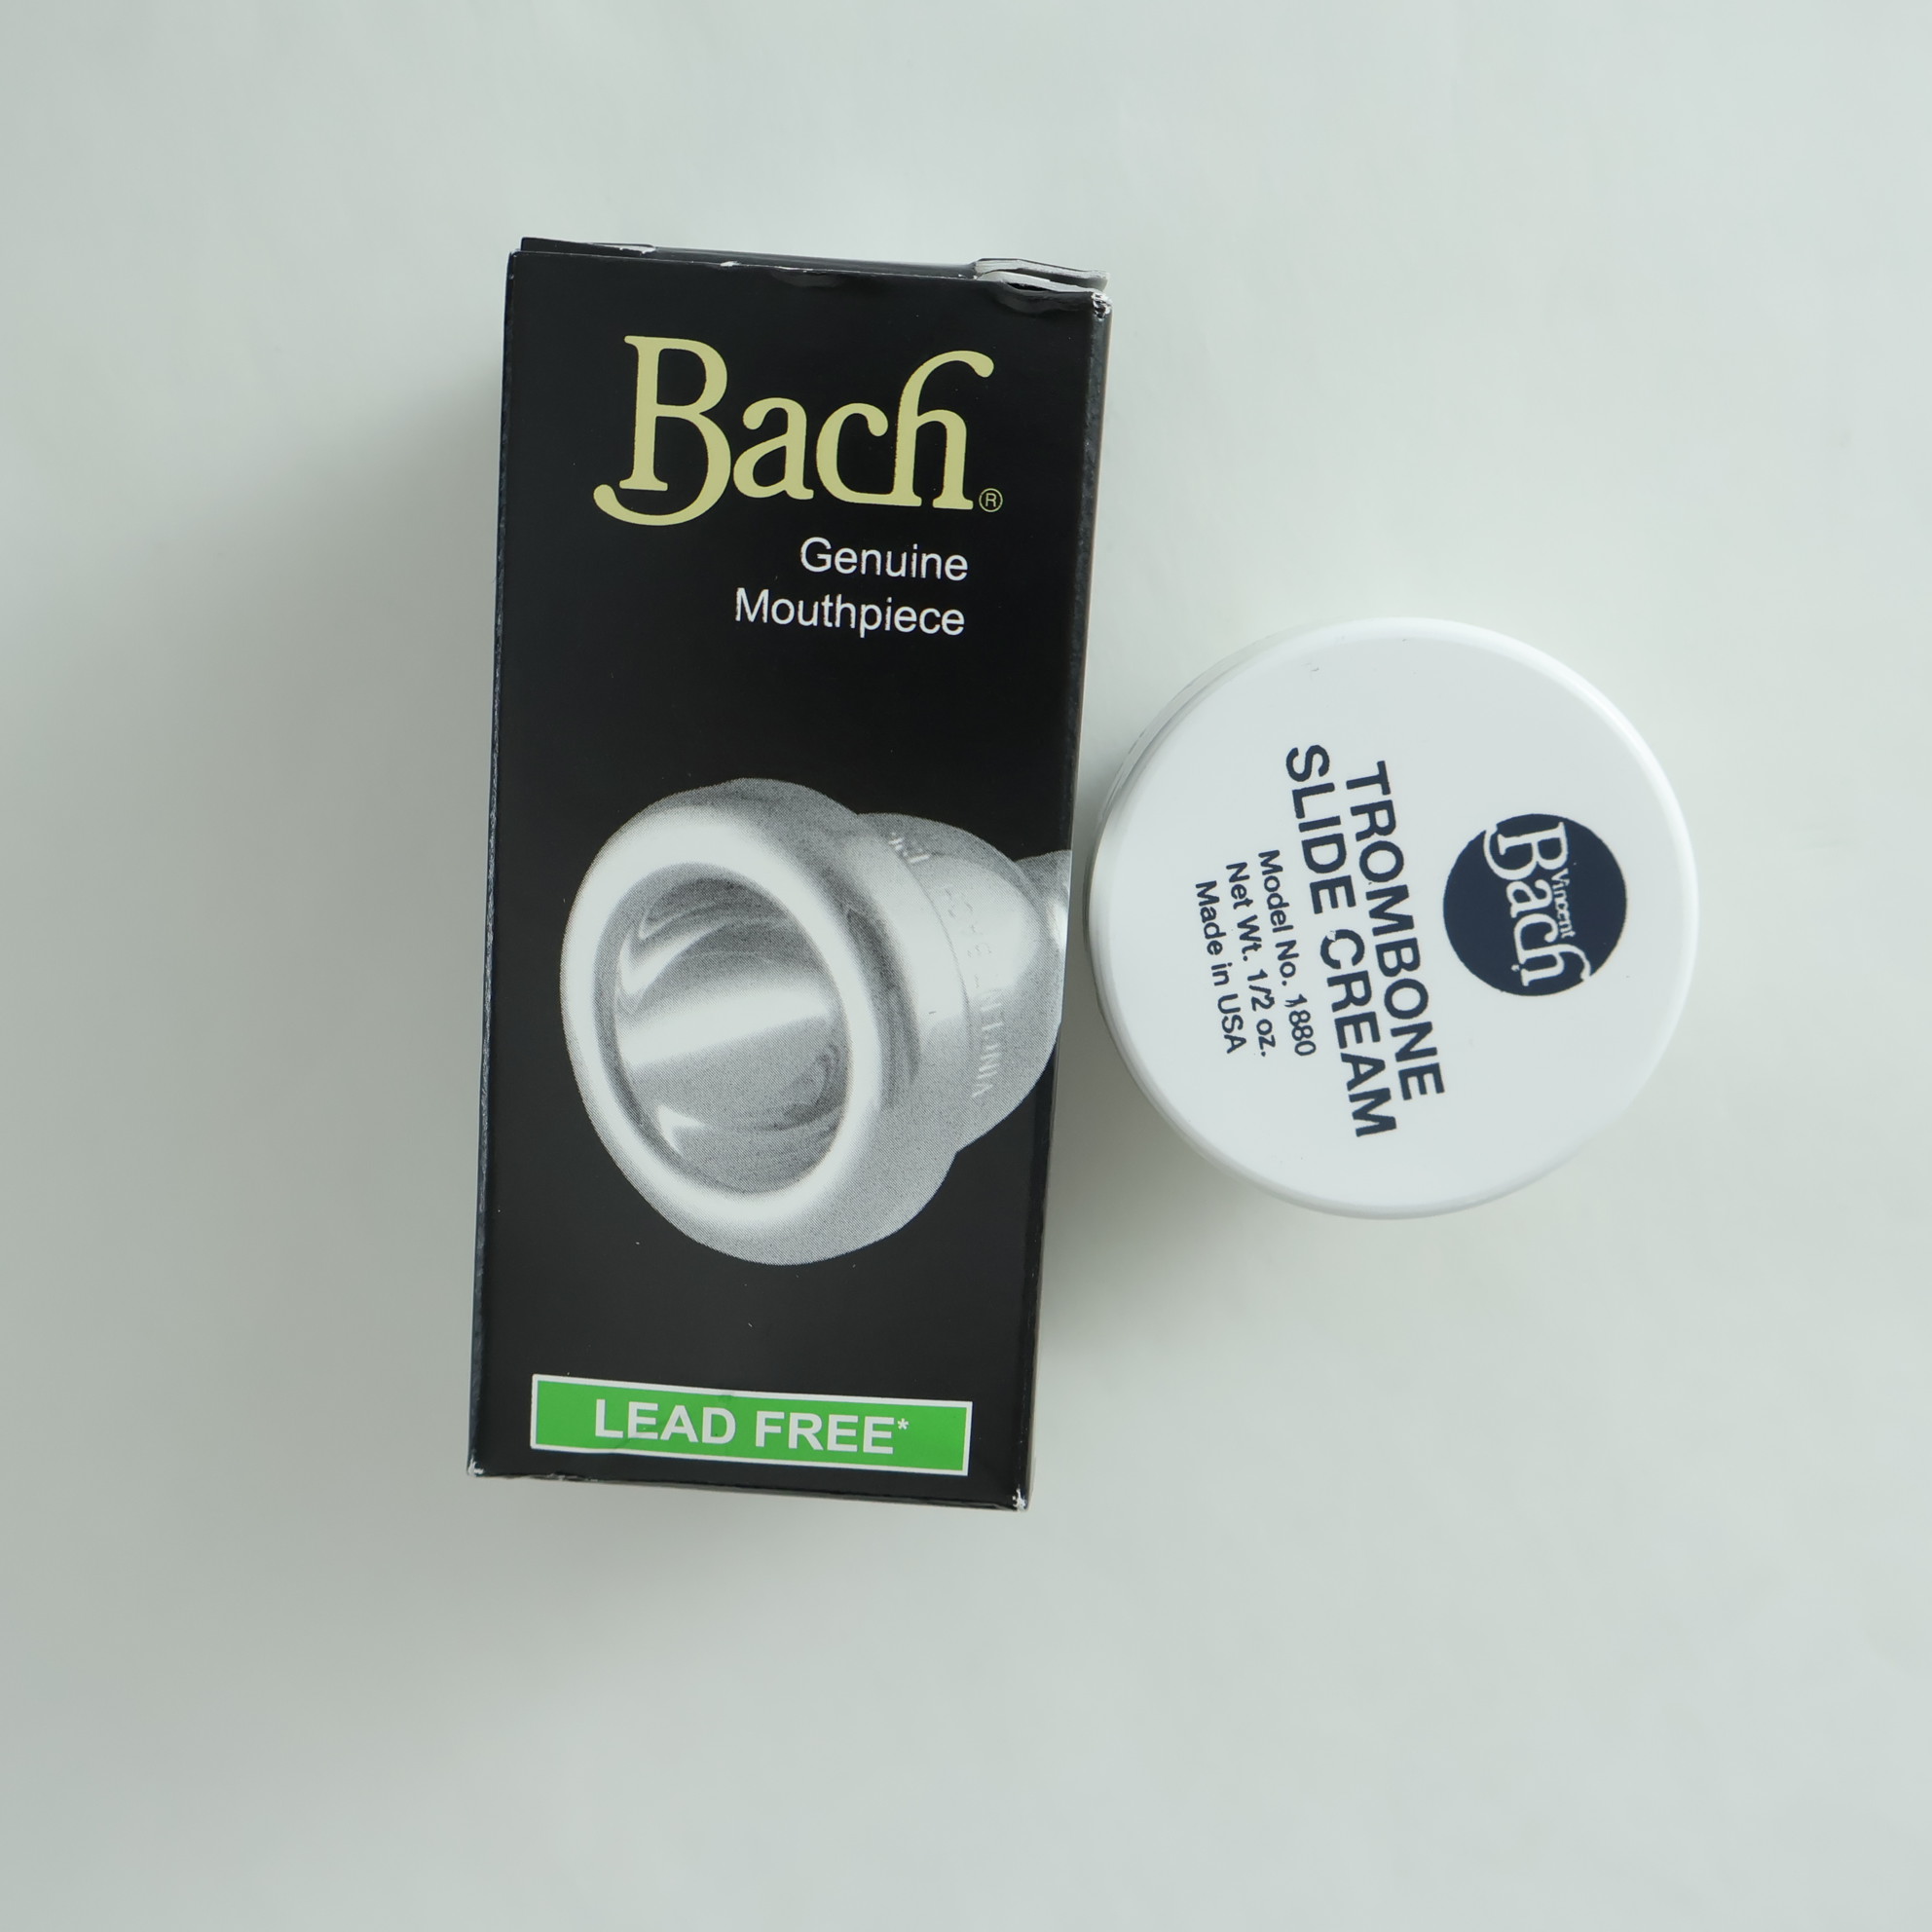 Bach®
Genuine
Mouthpiece
LEAD FREE*
Vincent
Bach
TROMBONE
SLIDE CREAM
Model No. 1880
Net Wt. 1/2 oz.
Made in USA